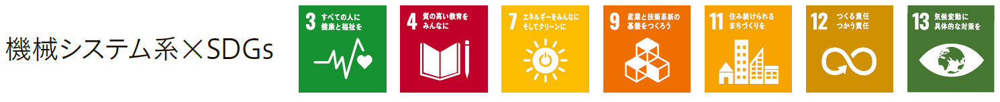 機械システム系×SDGs
3 すべての人に
健康と福祉を
4 質の高い教育を
みんなに
7 エネルギーをみんなに
そしてクリーンに
9 産業と技術革新の
基盤をつくろう
11 住み続けられる
まちづくりを
12 つくる責任
つかう責任
13 気候変動に
具体的な対策を